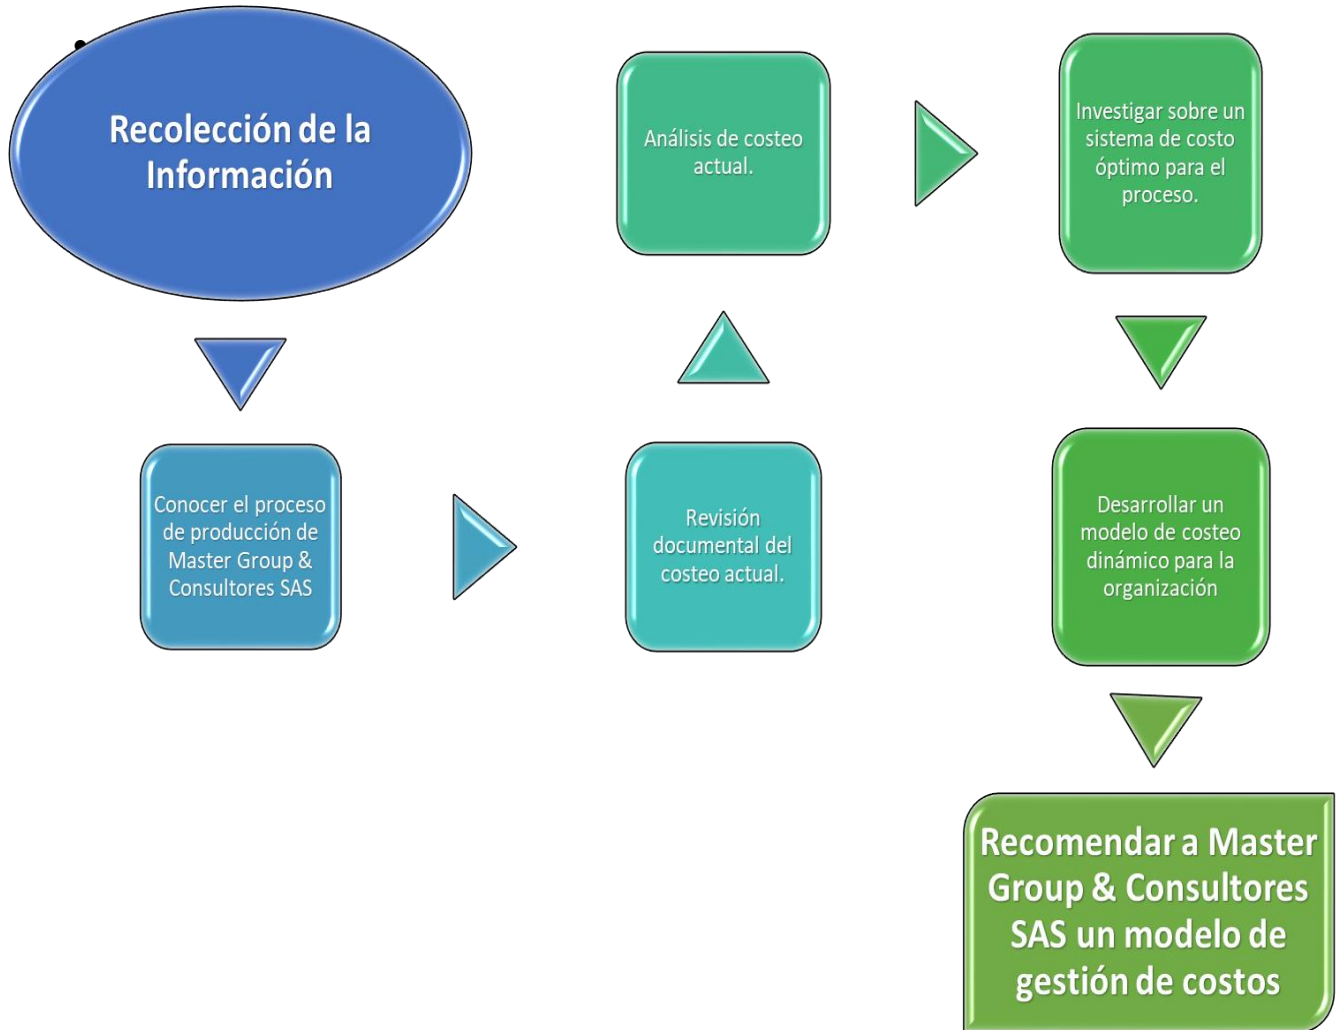 Recolección de la
Información
Conocer el proceso
de producción de
Master Group &
Consultores SAS
Revisión
documental del
costeo actual.
Análisis de costeo
actual.
Investigar sobre un
sistema de costo
óptimo para el
proceso.
Desarrollar un
modelo de costeo
dinámico para la
organización
Recomendar a Master
Group & Consultores
SAS un modelo de
gestión de costos